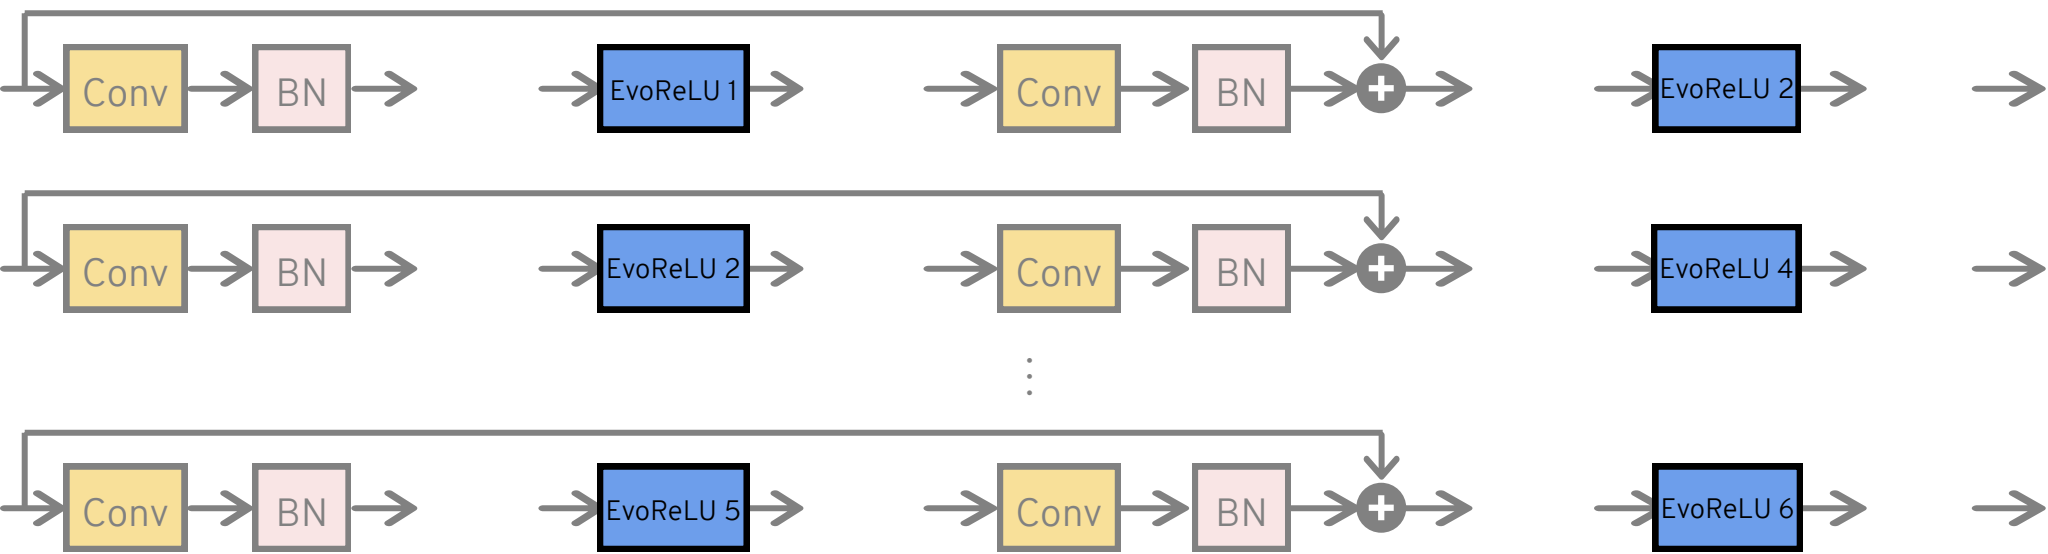 Conv BN EvoReLU 1 Conv BN EvoReLU 2
Conv BN EvoReLU 2 Conv BN EvoReLU 4
Conv BN EvoReLU 5 Conv BN EvoReLU 6